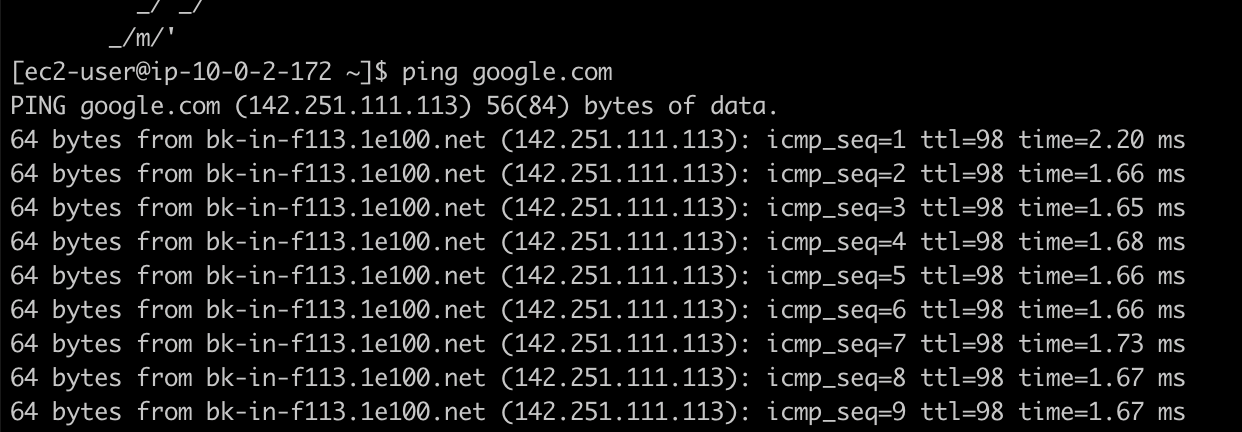 _/ _/
_/m/'
[ec2-user@ip-10-0-2-172 ~]$ ping google.com
PING google.com (142.251.111.113) 56(84) bytes of data.
64 bytes from bk-in-f113.1e100.net (142.251.111.113): icmp_seq=1 ttl=98 time=2.20 ms
64 bytes from bk-in-f113.1e100.net (142.251.111.113): icmp_seq=2 ttl=98 time=1.66 ms
64 bytes from bk-in-f113.1e100.net (142.251.111.113): icmp_seq=3 ttl=98 time=1.65 ms
64 bytes from bk-in-f113.1e100.net (142.251.111.113): icmp_seq=4 ttl=98 time=1.68 ms
64 bytes from bk-in-f113.1e100.net (142.251.111.113): icmp_seq=5 ttl=98 time=1.66 ms
64 bytes from bk-in-f113.1e100.net (142.251.111.113): icmp_seq=6 ttl=98 time=1.66 ms
64 bytes from bk-in-f113.1e100.net (142.251.111.113): icmp_seq=7 ttl=98 time=1.73 ms
64 bytes from bk-in-f113.1e100.net (142.251.111.113): icmp_seq=8 ttl=98 time=1.67 ms
64 bytes from bk-in-f113.1e100.net (142.251.111.113): icmp_seq=9 ttl=98 time=1.67 ms